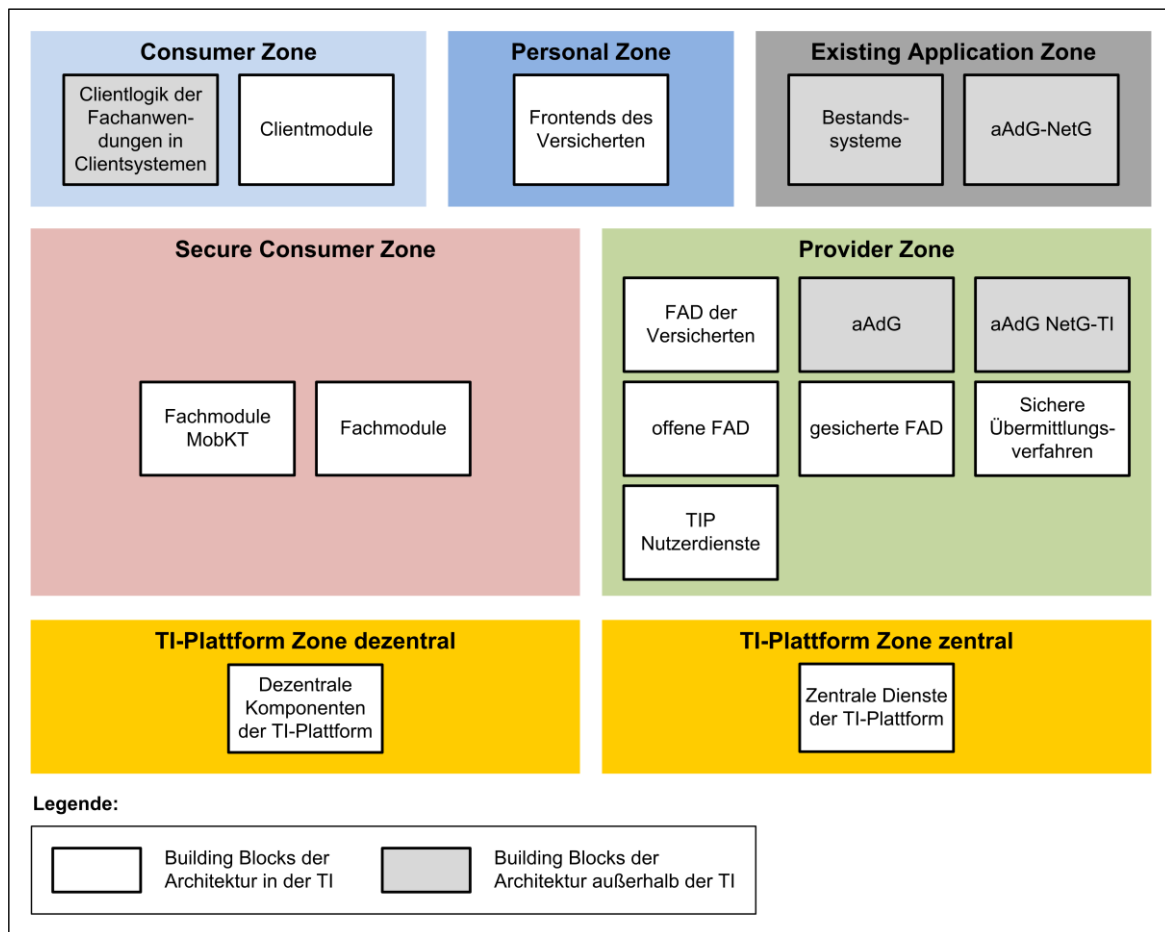 Consumer Zone
Clientlogik der
Fachanwen-
dungen in
Clientsystemen
Clientmodule
Personal Zone
Frontends des
Versicherten
Existing Application Zone
Bestands-
systeme
aAdG-NetG
Secure Consumer Zone
Fachmodule
MobKT
Fachmodule
Provider Zone
FAD der
Versicherten
aAdG
aAdG NetG-TI
offene FAD
gesicherte FAD
Sichere
Übermittlungs-
verfahren
TIP
Nutzerdienste
TI-Plattform Zone dezentral
Dezentrale
Komponenten
der TI-Plattform
TI-Plattform Zone zentral
Zentrale Dienste
der TI-Plattform
Legende:
Building Blocks der
Architektur in der TI
Building Blocks der
Architektur außerhalb der TI